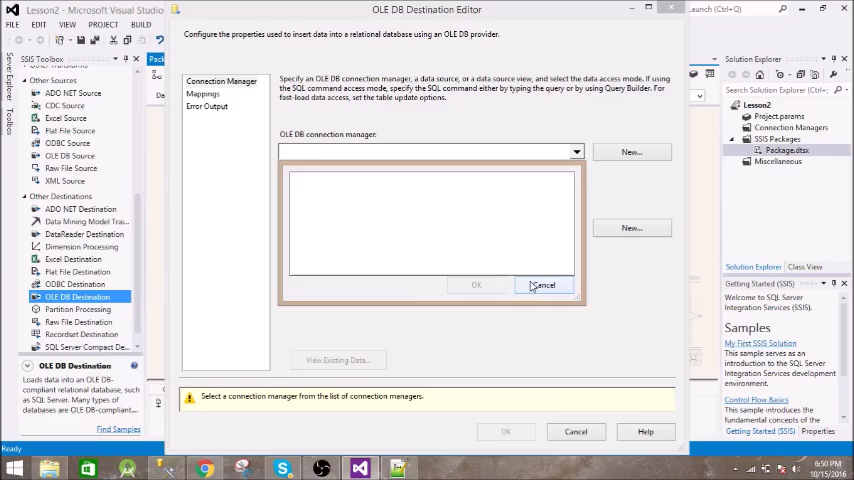 Lesson2 - Microsoft Visual Studio
OLE DB Destination Editor
Launch (Ctrl+Q)
FILE EDIT VIEW PROJECT BUILD
Configure the properties used to insert data into a relational database using an OLE DB provider.
Server Explorer
Toolbox
SSIS Toolbox
Other Sources
ADO NET Source
CDC Source
Excel Source
Flat File Source
ODBC Source
OLE DB Source
Raw File Source
XML Source
Other Destinations
ADO NET Destination
Data Mining Model Trai...
DataReader Destination
Dimension Processing
Excel Destination
Flat File Destination
ODBC Destination
OLE DB Destination
Partition Processing
Raw File Destination
Recordset Destination
SQL Server Compact De...
OLE DB Destination
Loads data into an OLE DB-
compliant relational database,
such as SQL Server. Many types
of databases are OLE DB-compliant...
Find Samples
Connection Manager
Mappings
Error Output
Specify an OLE DB connection manager, a data source, or a data source view, and select the data access mode. If using
the SQL command access mode, specify the SQL command either by typing the query or by using Query Builder. For
fast-load data access, set the table update options.
OLE DB connection manager:
New...
New...
OK
Cancel
View Existing Data...
Select a connection manager from the list of connection managers.
OK
Cancel
Help
Solution Explorer
Search Solution Explorer
Lesson2
Project.params
Connection Managers
SSIS Packages
Package.dtsx
Miscellaneous
Solution Explorer Class View
Getting Started (SSIS)
Welcome to SQL Server
Integration Services
Samples
My First SSIS Solution
This sample serves as an
introduction to the SQL
Server Integration Services
development
environment.
Control Flow Basics
This sample introduces the
fundamental concepts of the
Getting Started (SSIS) Properties
Ready
6:50 PM
10/15/2016